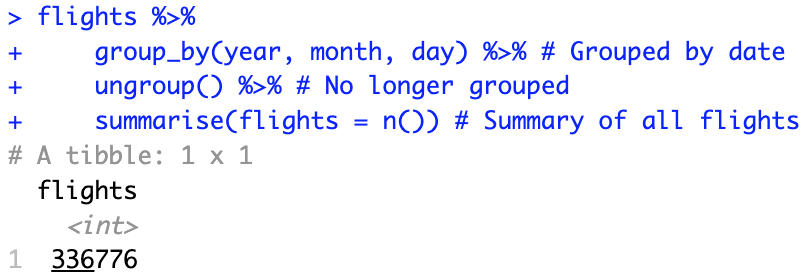 > flights %>%
+     group_by(year, month, day) %>% # Grouped by date
+     ungroup() %>% # No longer grouped
+     summarise(flights = n()) # Summary of all flights
# A tibble: 1 x 1
  flights
    <int>
1  336776